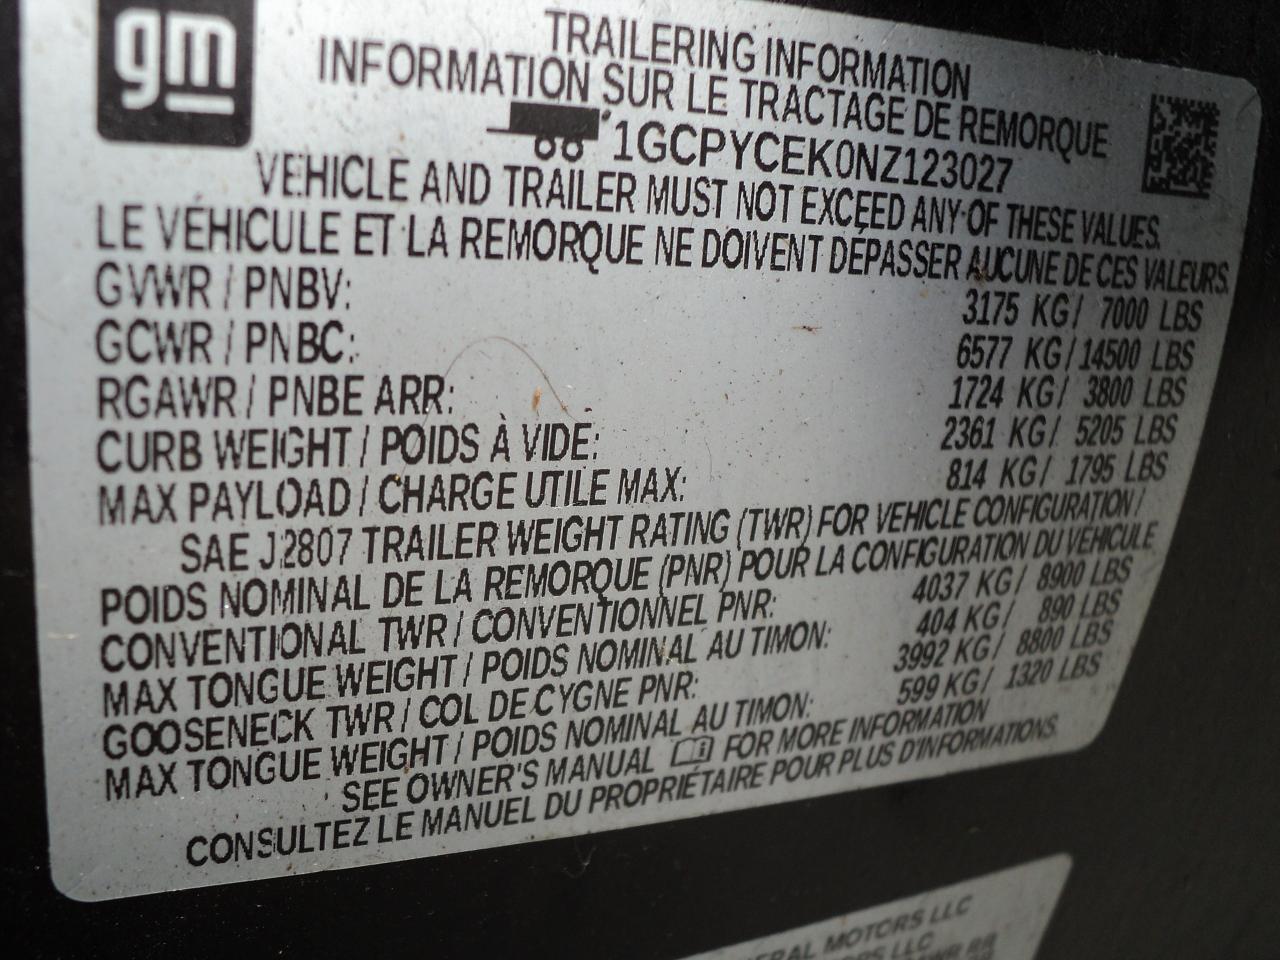 gm
TRAILERING INFORMATION
INFORMATION SUR LE TRACTAGE DE REMORQUE
1GCPYCEK0NZ123027
VEHICLE AND TRAILER MUST NOT EXCEED ANY OF THESE VALUES.
LE VÉHICULE ET LA REMORQUE NE DOIVENT DÉPASSER AUCUNE DE CES VALEURS.
GVWR / PNBV: 3175 KG / 7000 LBS
GCWR / PNBC: 6577 KG / 14500 LBS
RGAWR / PNBE ARR: 1724 KG / 3800 LBS
CURB WEIGHT / POIDS À VIDE: 2361 KG / 5205 LBS
MAX PAYLOAD / CHARGE UTILE MAX: 814 KG / 1795 LBS
SAE J2807 TRAILER WEIGHT RATING (TWR) FOR VEHICLE CONFIGURATION /
POIDS NOMINAL DE LA REMORQUE (PNR) POUR LA CONFIGURATION DU VÉHICULE
CONVENTIONAL TWR / CONVENTIONNEL PNR: 4037 KG / 8900 LBS
MAX TONGUE WEIGHT / POIDS NOMINAL AU TIMON: 404 KG / 890 LBS
GOOSENECK TWR / COL DE CYGNE PNR: 3992 KG / 8800 LBS
MAX TONGUE WEIGHT / POIDS NOMINAL AU TIMON: 599 KG / 1320 LBS
SEE OWNER'S MANUAL FOR MORE INFORMATION
CONSULTEZ LE MANUEL DU PROPRIÉTAIRE POUR PLUS D'INFORMATIONS.
MOTORS LLC
LLC